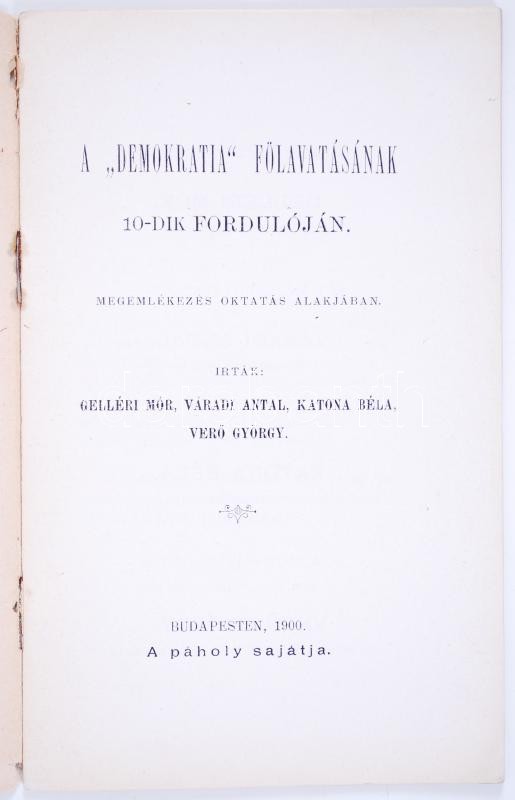 A „DEMOKRATIA“ FÖLAVATÁSÁNAK
10-DIK FORDULÓJÁN.
MEGEMLÉKEZÉS OKTATÁS ALAKJÁBAN.
IRTÁK:
GELLÉRI MÓR, VÁRADI ANTAL, KATONA BÉLA,
VERŐ GYÖRGY.
BUDAPESTEN, 1900.
A páholy sajátja.